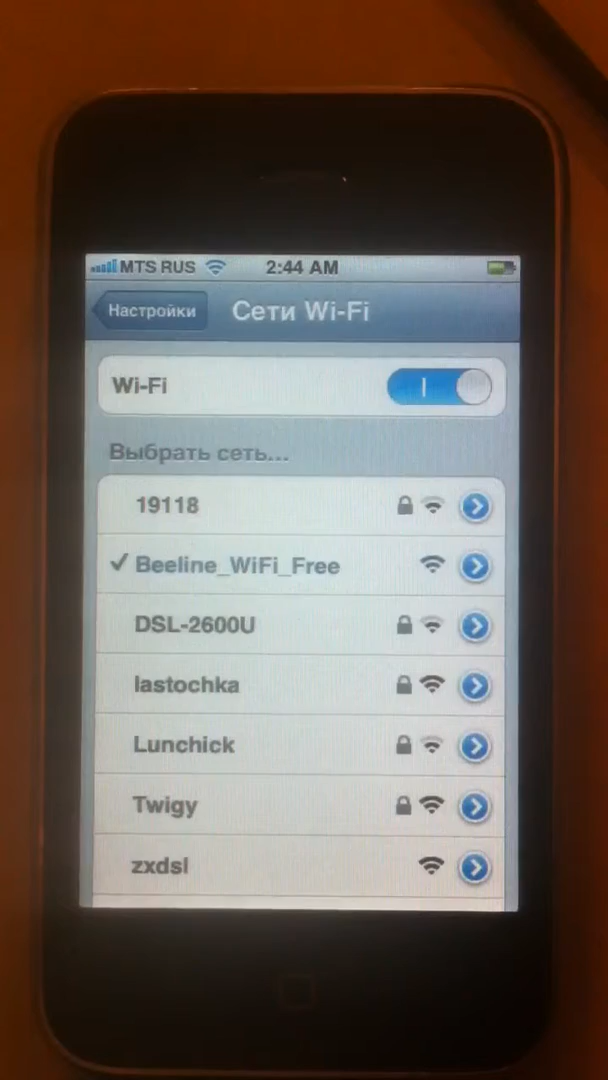 MTS RUS 2:44 AM
Настройки Сети Wi-Fi
Wi-Fi
Выбрать сеть...
19118
Beeline_WiFi_Free
DSL-2600U
lastochka
Lunchick
Twigy
zxdsl